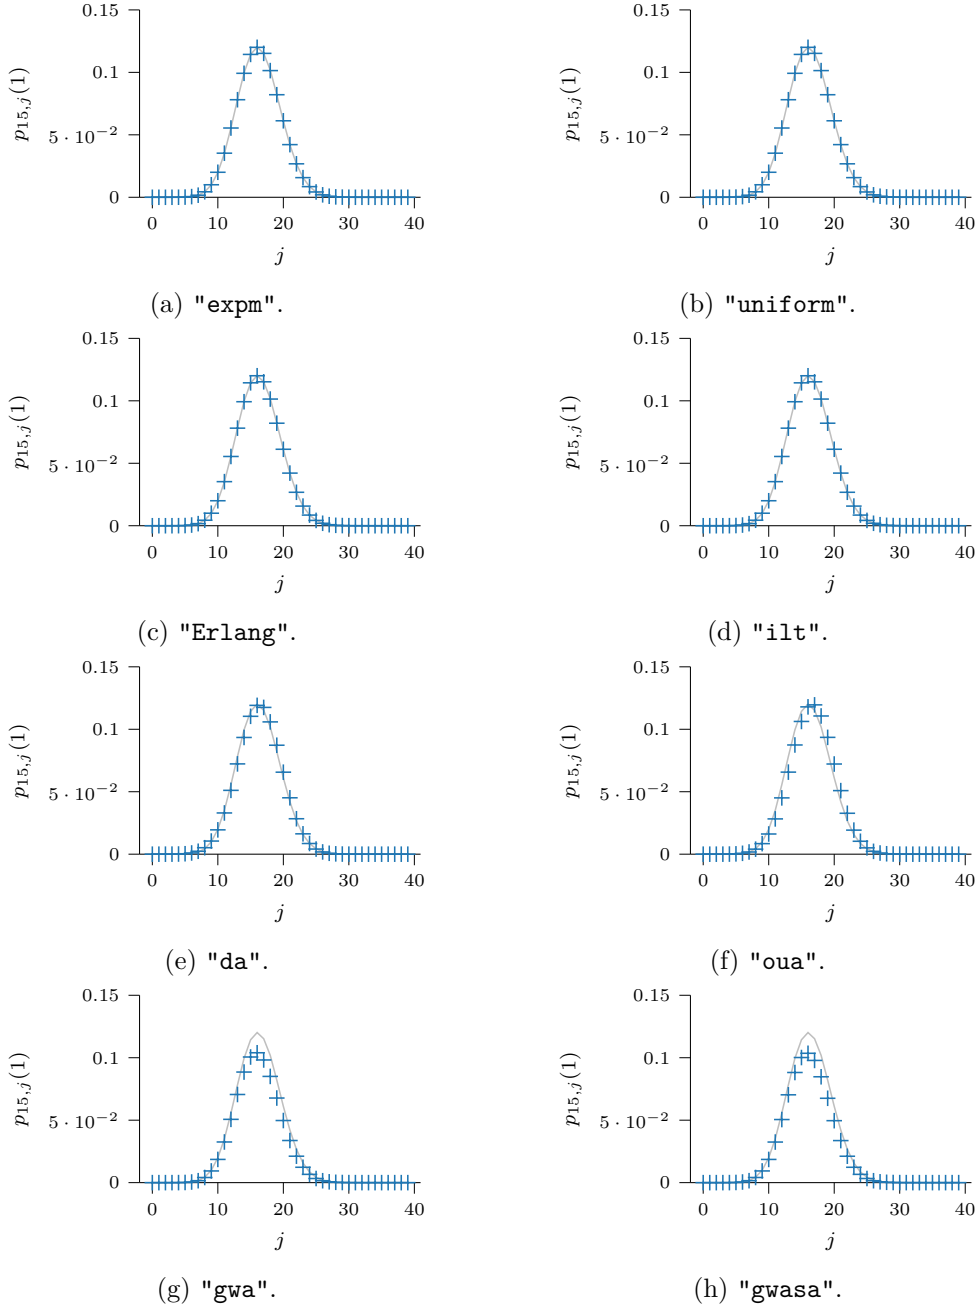 0.15
0.1
5 · 10⁻²
0
p₁₅,ⱼ(1)
0 10 20 30 40
j
(a) "expm".
0.15
0.1
5 · 10⁻²
0
p₁₅,ⱼ(1)
0 10 20 30 40
j
(b) "uniform".
0.15
0.1
5 · 10⁻²
0
p₁₅,ⱼ(1)
0 10 20 30 40
j
(c) "Erlang".
0.15
0.1
5 · 10⁻²
0
p₁₅,ⱼ(1)
0 10 20 30 40
j
(d) "ilt".
0.15
0.1
5 · 10⁻²
0
p₁₅,ⱼ(1)
0 10 20 30 40
j
(e) "da".
0.15
0.1
5 · 10⁻²
0
p₁₅,ⱼ(1)
0 10 20 30 40
j
(f) "oua".
0.15
0.1
5 · 10⁻²
0
p₁₅,ⱼ(1)
0 10 20 30 40
j
(g) "gwa".
0.15
0.1
5 · 10⁻²
0
p₁₅,ⱼ(1)
0 10 20 30 40
j
(h) "gwasa".